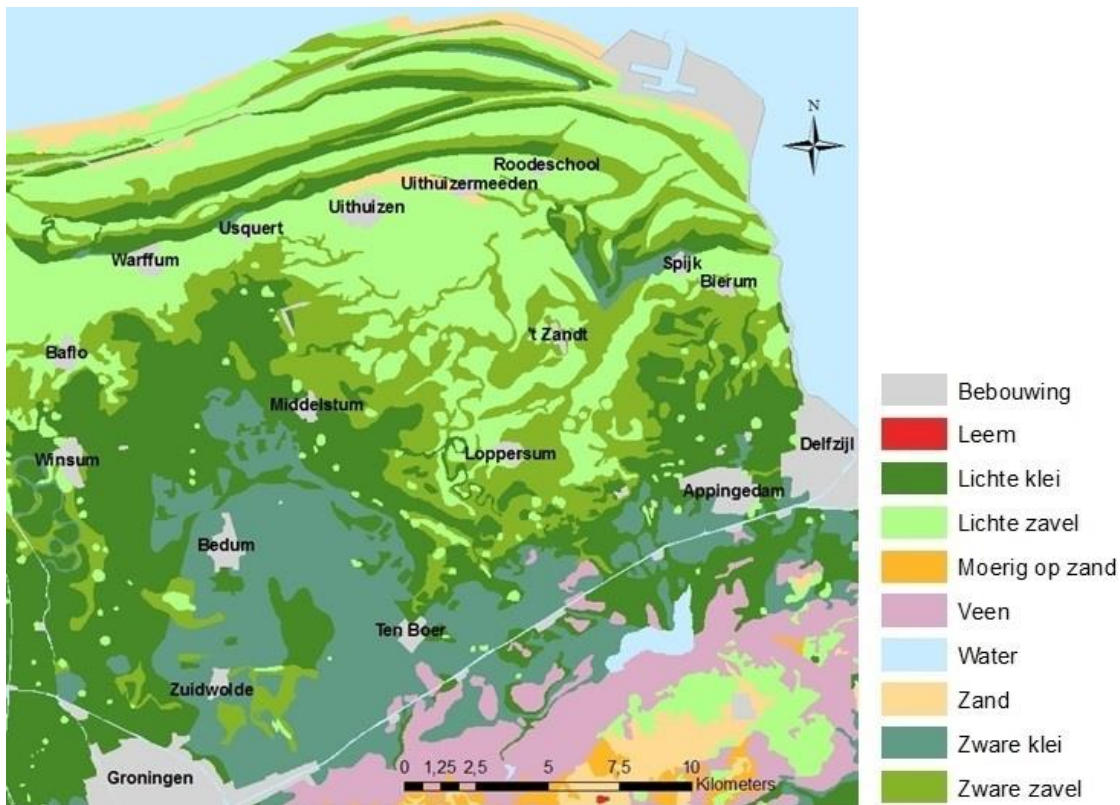 N
Roodeschool
Uithuizermeeden
Uithuizen
Usquert
Warffum
Spijk
Bierum
't Zandt
Baflo
Middelstum
Winsum
Loppersum
Delfzijl
Appingedam
Bedum
Ten Boer
Zuidwolde
Groningen
0 1,25 2,5 5 7,5 10
Kilometers
Bebouwing
Leem
Lichte klei
Lichte zavel
Moerig op zand
Veen
Water
Zand
Zware klei
Zware zavel